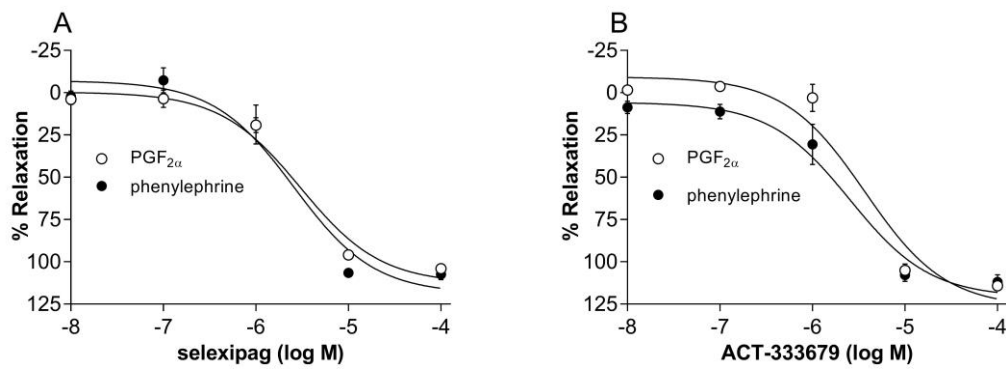 A
-25
0
25
50
75
100
125
% Relaxation
PGF2α
phenylephrine
-8 -7 -6 -5 -4
selexipag (log M)
B
-25
0
25
50
75
100
125
% Relaxation
PGF2α
phenylephrine
-8 -7 -6 -5 -4
ACT-333679 (log M)